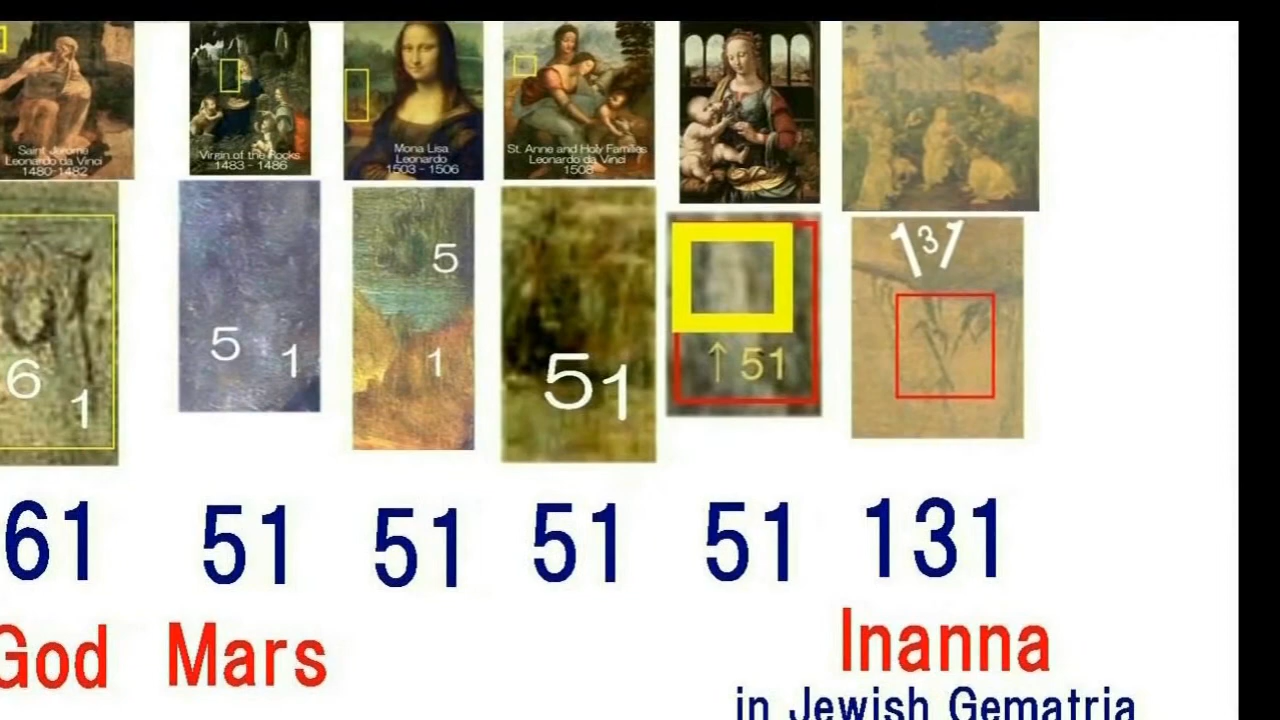 Saint Jerome
Leonardo da Vinci
1480-1482
Virgin of the Rocks
1483 - 1486
Mona Lisa
Leonardo
1503 - 1506
St. Anne and Holy Families
Leonardo da Vinci
1508
6
1
5
1
5
1
51
↑51
131
61
51
51
51
51
131
God Mars
Inanna
in Jewish Gematria